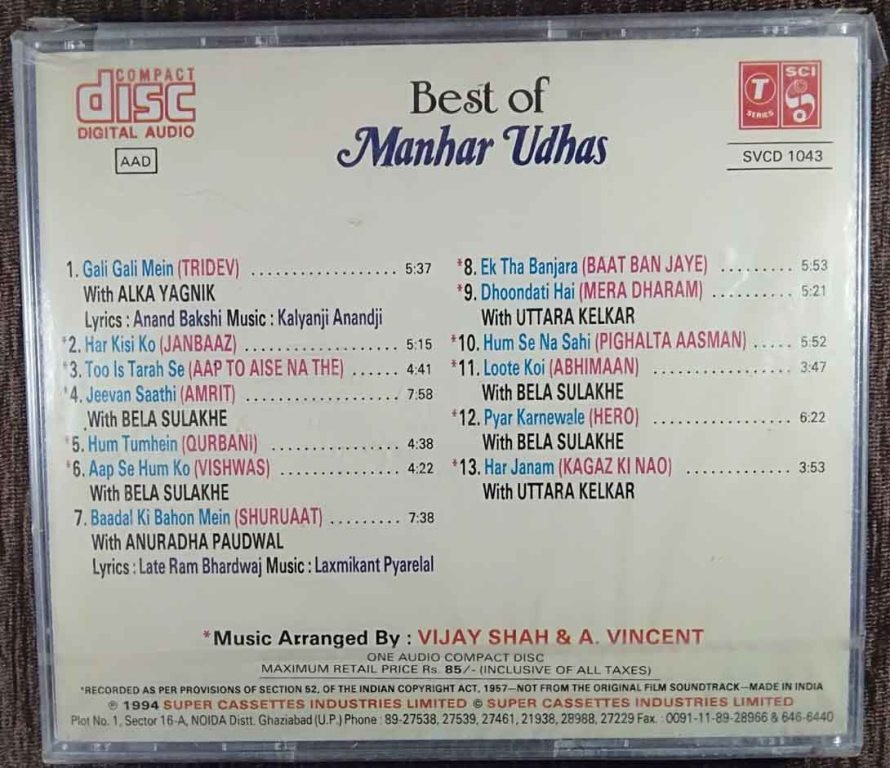 COMPACT
disc
DIGITAL AUDIO
AAD
Best of
Manhar Udhas
T
SERIES
SCI
SVCD 1043
1. Gali Gali Mein (TRIDEV) .................. 5:37
With ALKA YAGNIK
Lyrics : Anand Bakshi Music : Kalyanji Anandji
*2. Har Kisi Ko (JANBAAZ) .................... 5:15
*3. Too Is Tarah Se (AAP TO AISE NA THE) ...... 4:41
*4. Jeevan Saathi (AMRIT) .................... 7:58
With BELA SULAKHE
*5. Hum Tumhein (QURBANi) ................ 4:38
*6. Aap Se Hum Ko (VISHWAS) ............... 4:22
With BELA SULAKHE
7. Baadal Ki Bahon Mein (SHURUAAT) ......... 7:38
With ANURADHA PAUDWAL
Lyrics : Late Ram Bhardwaj Music : Laxmikant Pyarelal
*8. Ek Tha Banjara (BAAT BAN JAYE) ......... 5:53
*9. Dhoondati Hai (MERA DHARAM) .......... 5:21
With UTTARA KELKAR
*10. Hum Se Na Sahi (PIGHALTA AASMAN) ..... 5:52
*11. Loote Koi (ABHIMAAN) ................. 3:47
With BELA SULAKHE
*12. Pyar Karnewale (HERO) ................. 6:22
With BELA SULAKHE
*13. Har Janam (KAGAZ KI NAO) .............. 3:53
With UTTARA KELKAR
*Music Arranged By : VIJAY SHAH & A. VINCENT
ONE AUDIO COMPACT DISC
MAXIMUM RETAIL PRICE Rs. 85/- (INCLUSIVE OF ALL TAXES)
*RECORDED AS PER PROVISIONS OF SECTION 52, OF THE INDIAN COPYRIGHT ACT, 1957—NOT FROM THE ORIGINAL FILM SOUNDTRACK—MADE IN INDIA
℗ 1994 SUPER CASSETTES INDUSTRIES LIMITED © SUPER CASSETTES INDUSTRIES LIMITED
Plot No. 1, Sector 16-A, NOIDA Distt. Ghaziabad (U.P.) Phone : 89-27538, 27539, 27461, 21938, 28988, 27229 Fax. : 0091-11-89-28966 & 646-6440